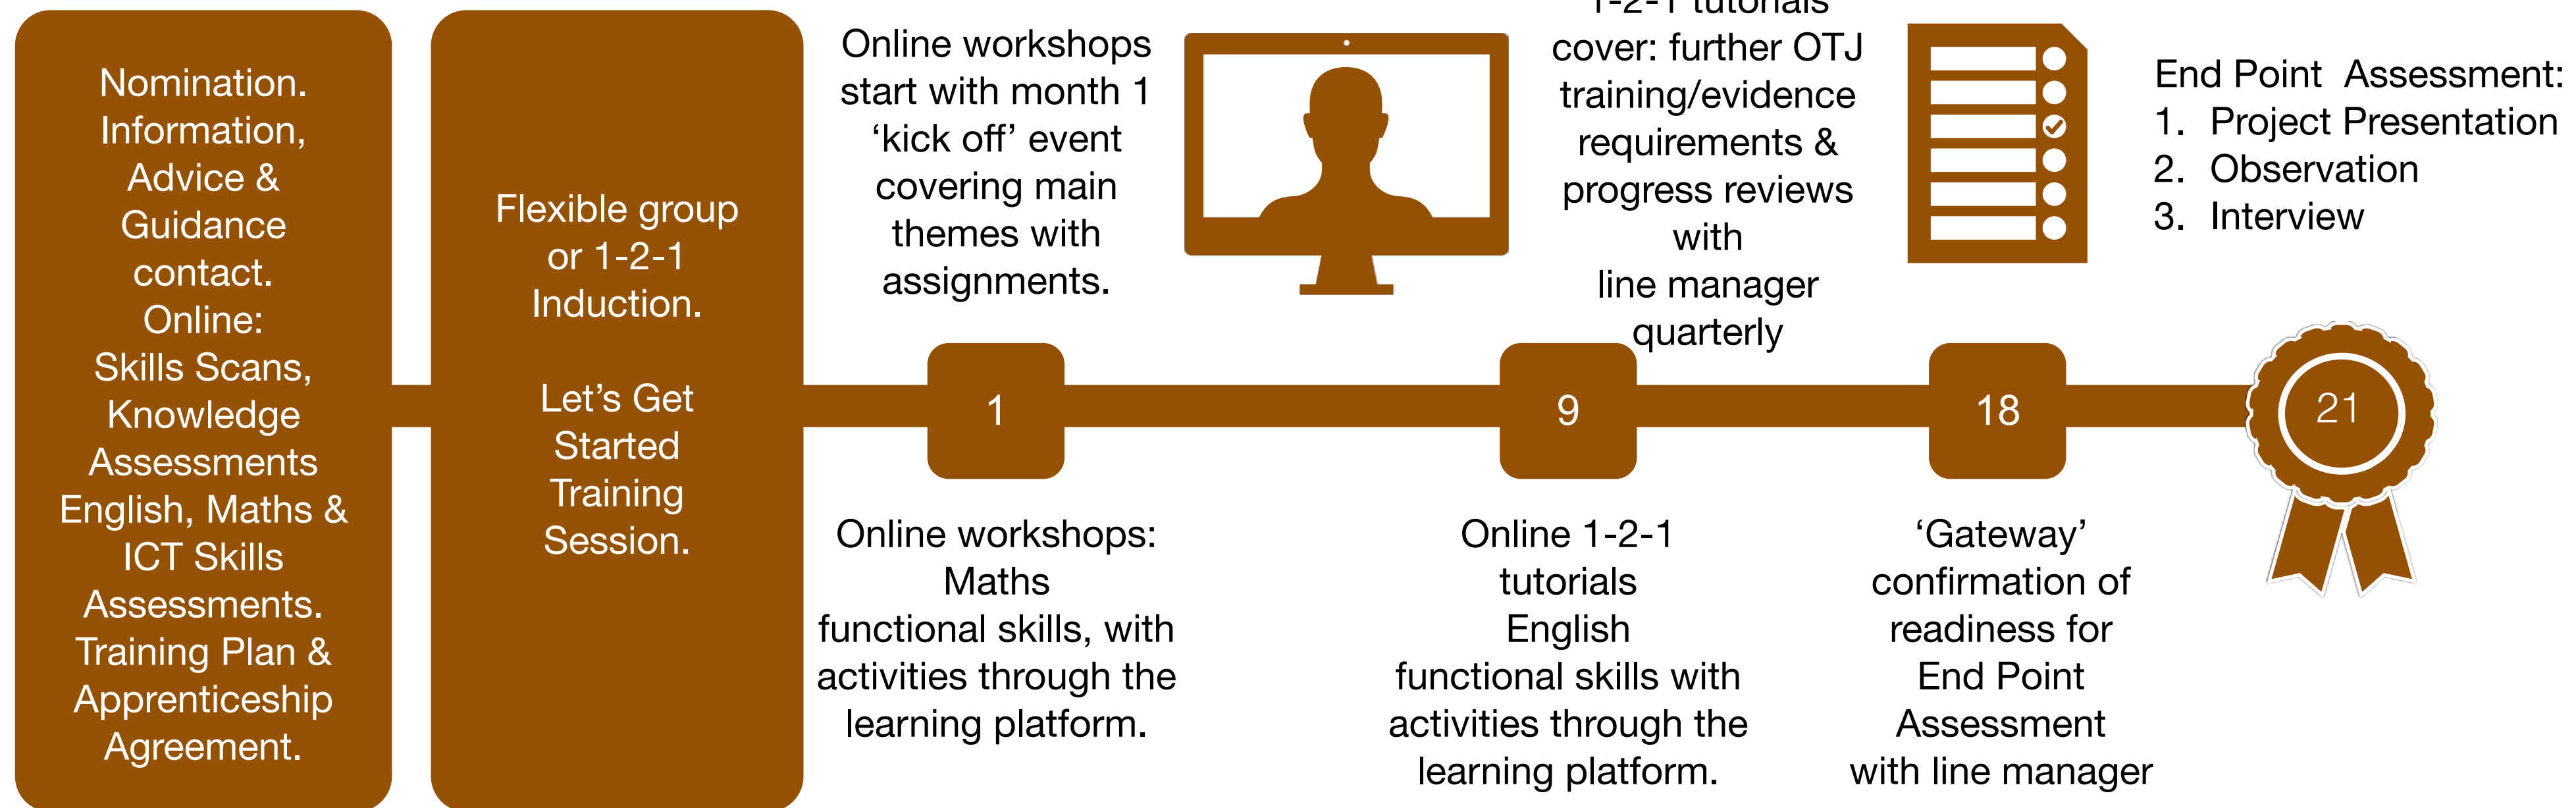 Nomination.
Information,
Advice &
Guidance
contact.
Online:
Skills Scans,
Knowledge
Assessments
English, Maths &
ICT Skills
Assessments.
Training Plan &
Apprenticeship
Agreement.
Flexible group
or 1-2-1
Induction.
Let’s Get
Started
Training
Session.
Online workshops
start with month 1
‘kick off’ event
covering main
themes with
assignments.
1-2-1 tutorials
cover: further OTJ
training/evidence
requirements &
progress reviews
with
line manager
quarterly
End Point Assessment:
1. Project Presentation
2. Observation
3. Interview
1
9
18
21
Online workshops:
Maths
functional skills, with
activities through the
learning platform.
Online 1-2-1
tutorials
English
functional skills with
activities through the
learning platform.
‘Gateway’
confirmation of
readiness for
End Point
Assessment
with line manager